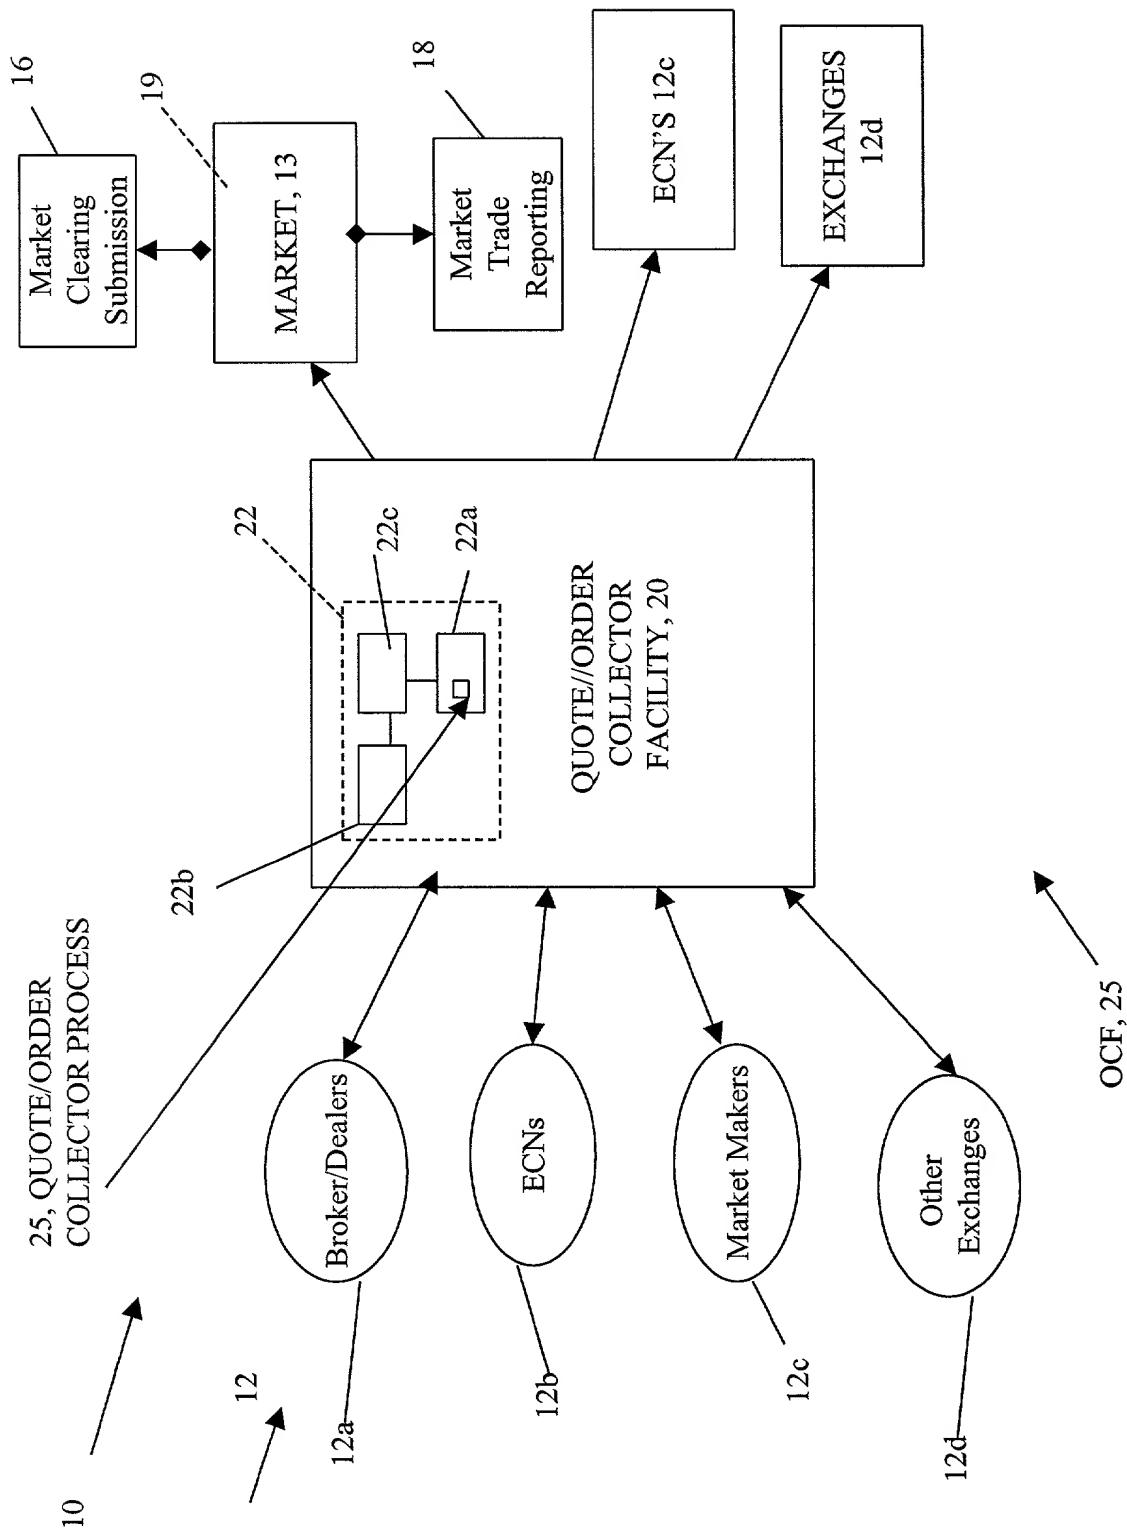 10
25, QUOTE/ORDER
COLLECTOR PROCESS
12
12a
Broker/Dealers
12b
ECNs
12c
Market Makers
12d
Other
Exchanges
22b
22
22c
22a
QUOTE//ORDER
COLLECTOR
FACILITY, 20
OCF, 25
16
Market
Clearing
Submission
19
MARKET, 13
18
Market
Trade
Reporting
ECN'S 12c
EXCHANGES
12d